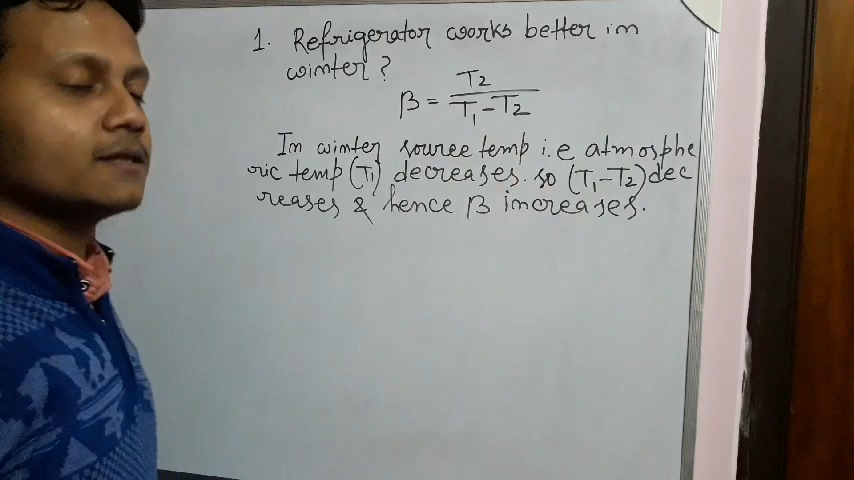 1. Refrigerator works better in
winter?
β = T2 / T1 - T2
In winter source temp i.e atmosphe
ric temp (T1) decreases. so (T1-T2) dec
reases & hence β increases.